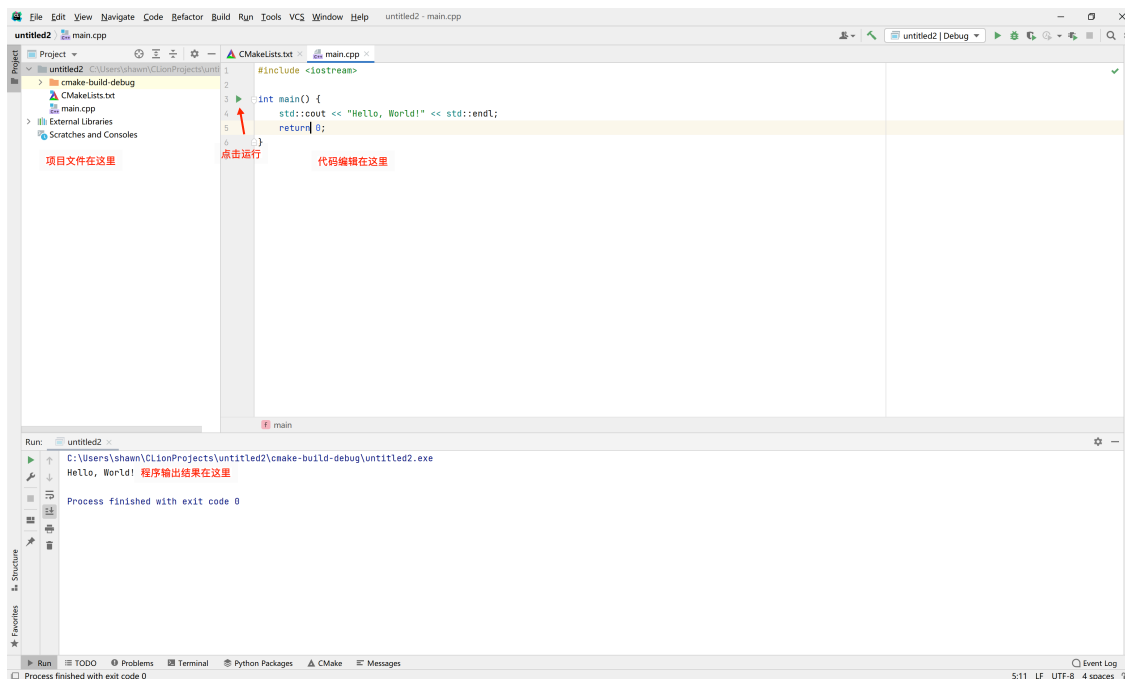 File Edit View Navigate Code Refactor Build Run Tools VCS Window Help untitled2 - main.cpp
untitled2 main.cpp
untitled2 | Debug
Project
CMakeLists.txt
main.cpp
Project
untitled2 C:\Users\shawn\CLionProjects\unti
cmake-build-debug
CMakeLists.txt
main.cpp
External Libraries
Scratches and Consoles
项目文件在这里
1 #include <iostream>
2
3 int main() {
4 std::cout << "Hello, World!" << std::endl;
5 return 0;
6 }
点击运行
代码编辑在这里
f main
Run: untitled2
C:\Users\shawn\CLionProjects\untitled2\cmake-build-debug\untitled2.exe
Hello, World! 程序输出结果在这里
Process finished with exit code 0
Structure
Favorites
Run TODO Problems Terminal Python Packages CMake Messages Event Log
Process finished with exit code 0 5:11 LF UTF-8 4 spaces